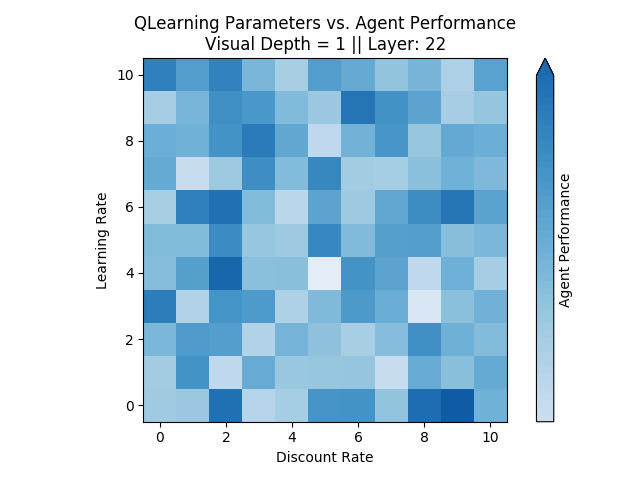 QLearning Parameters vs. Agent Performance
Visual Depth = 1 || Layer: 22
10
8
6
4
2
0
Learning Rate
0 2 4 6 8 10
Discount Rate
Agent Performance